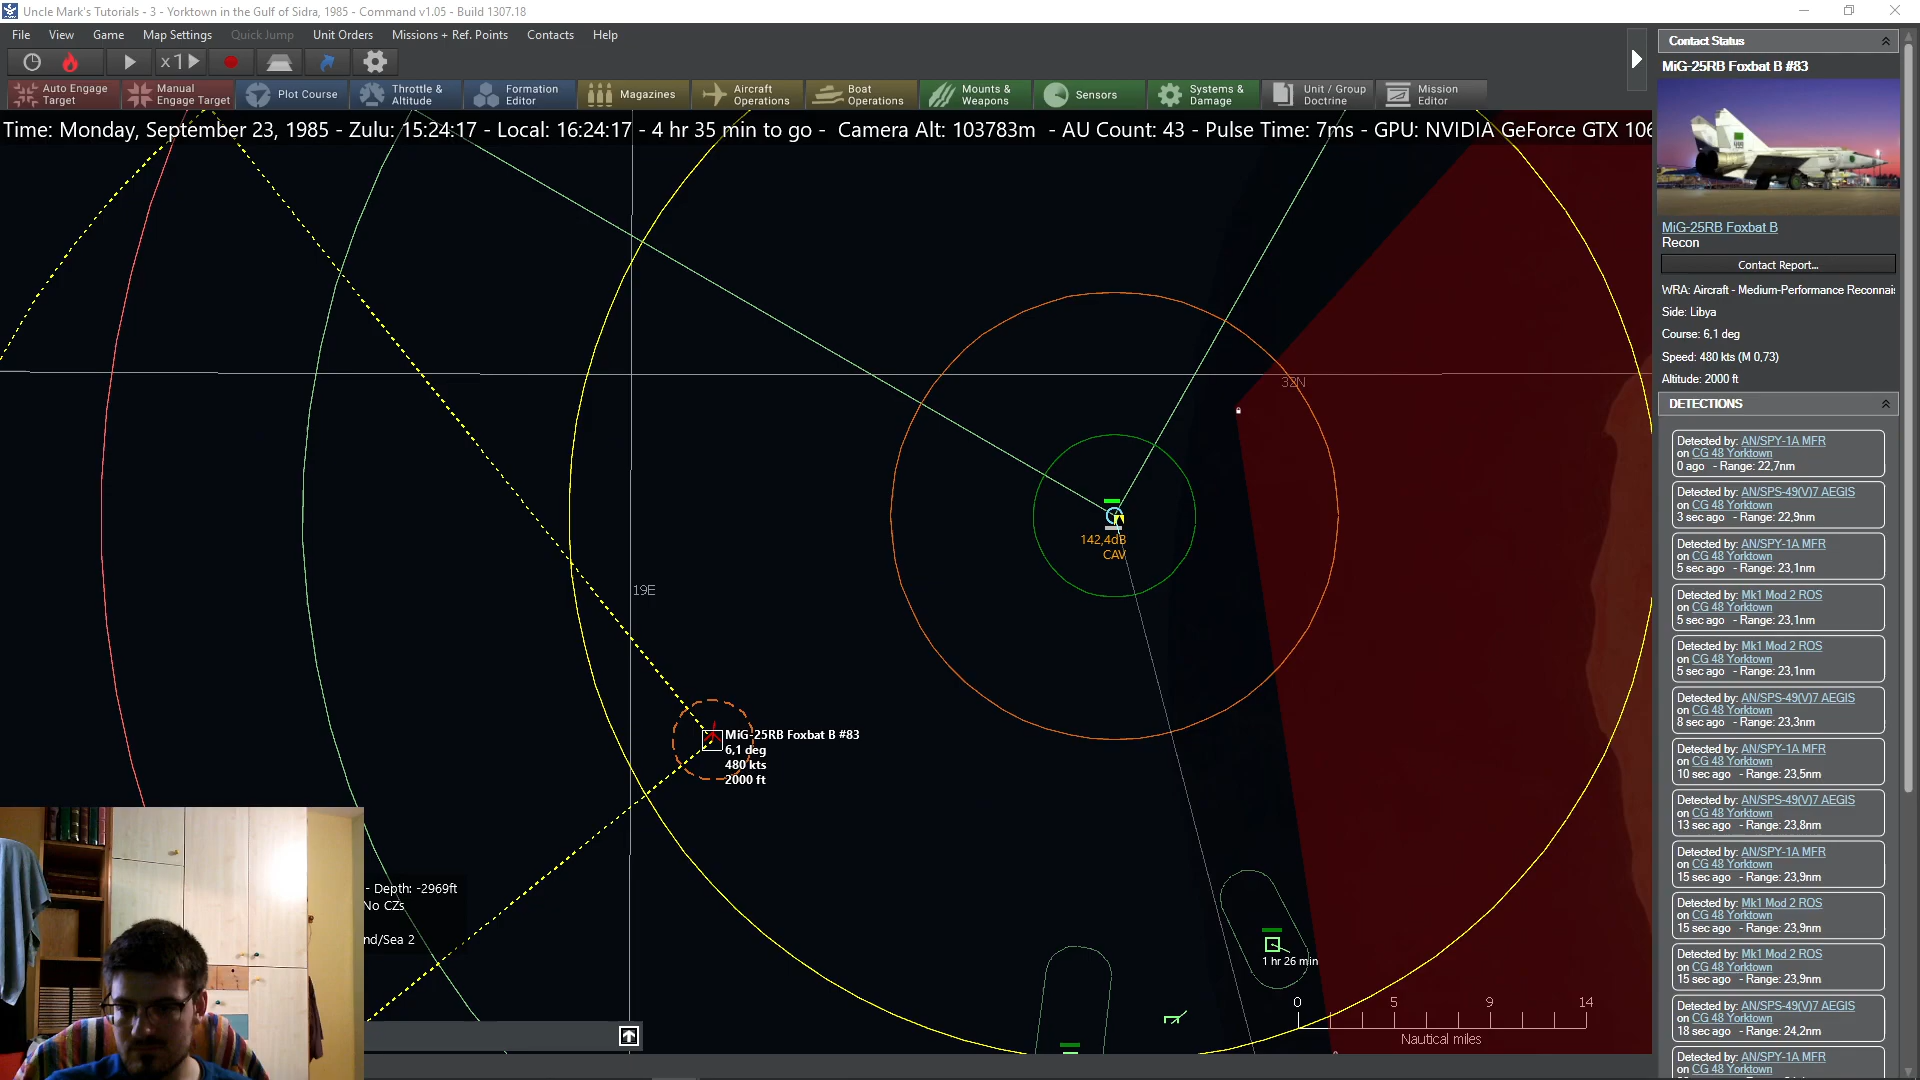 Uncle Mark's Tutorials - 3 - Yorktown in the Gulf of Sidra, 1985 - Command v1.05 - Build 1307.18
File View Game Map Settings Quick Jump Unit Orders Missions + Ref. Points Contacts Help
x1
Auto Engage Target
Manual Engage Target
Plot Course
Throttle & Altitude
Formation Editor
Magazines
Aircraft Operations
Boat Operations
Mounts & Weapons
Sensors
Systems & Damage
Unit / Group Doctrine
Mission Editor
Time: Monday, September 23, 1985 - Zulu: 15:24:17 - Local: 16:24:17 - 4 hr 35 min to go - Camera Alt: 103783m - AU Count: 43 - Pulse Time: 7ms - GPU: NVIDIA GeForce GTX 106
32N
142,4dB
CAV
19E
MiG-25RB Foxbat B #83
6,1 deg
480 kts
2000 ft
- Depth: -2969ft
No CZs
nd/Sea 2
1 hr 26 min
0 5 9 14
Nautical miles
Contact Status
MiG-25RB Foxbat B #83
MiG-25RB Foxbat B
Recon
Contact Report...
WRA: Aircraft - Medium-Performance Reconnai
Side: Libya
Course: 6,1 deg
Speed: 480 kts (M 0,73)
Altitude: 2000 ft
DETECTIONS
Detected by: AN/SPY-1A MFR
on CG 48 Yorktown
0 ago - Range: 22,7nm
Detected by: AN/SPS-49(V)7 AEGIS
on CG 48 Yorktown
3 sec ago - Range: 22,9nm
Detected by: AN/SPY-1A MFR
on CG 48 Yorktown
5 sec ago - Range: 23,1nm
Detected by: Mk1 Mod 2 ROS
on CG 48 Yorktown
5 sec ago - Range: 23,1nm
Detected by: Mk1 Mod 2 ROS
on CG 48 Yorktown
5 sec ago - Range: 23,1nm
Detected by: AN/SPS-49(V)7 AEGIS
on CG 48 Yorktown
8 sec ago - Range: 23,3nm
Detected by: AN/SPY-1A MFR
on CG 48 Yorktown
10 sec ago - Range: 23,5nm
Detected by: AN/SPS-49(V)7 AEGIS
on CG 48 Yorktown
13 sec ago - Range: 23,8nm
Detected by: AN/SPY-1A MFR
on CG 48 Yorktown
15 sec ago - Range: 23,9nm
Detected by: Mk1 Mod 2 ROS
on CG 48 Yorktown
15 sec ago - Range: 23,9nm
Detected by: Mk1 Mod 2 ROS
on CG 48 Yorktown
15 sec ago - Range: 23,9nm
Detected by: AN/SPS-49(V)7 AEGIS
on CG 48 Yorktown
18 sec ago - Range: 24,2nm
Detected by: AN/SPY-1A MFR
on CG 48 Yorktown